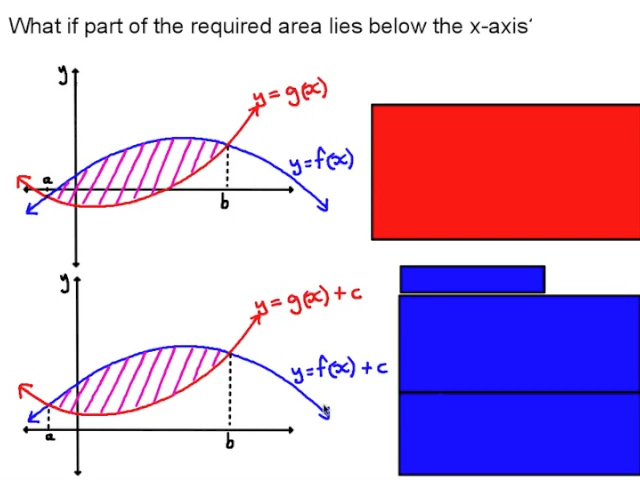 What if part of the required area lies below the x-axis'
y
y = g(x)
y=f(x)
a
b
y
y = g(x) + c
y=f(x) + c
a
b